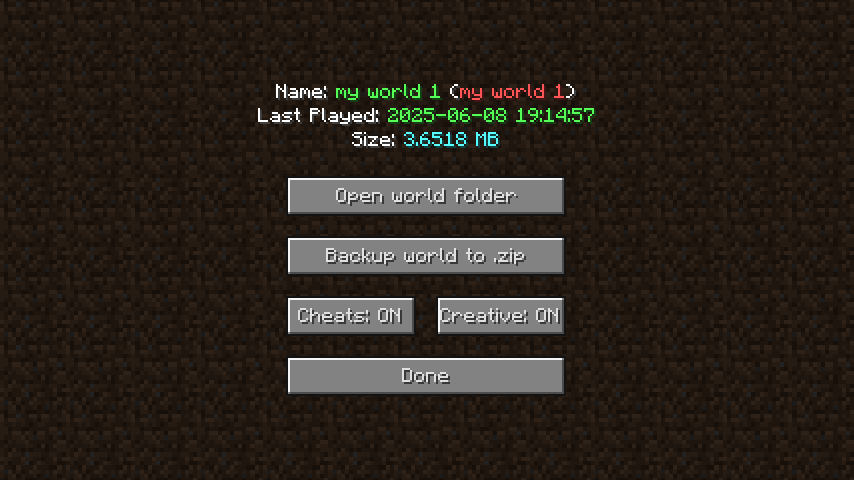 Name: my world 1 (my world 1)
Last Played: 2025-06-08 19:14:57
Size: 3.6518 MB
Open world folder
Backup world to .zip
Cheats: ON Creative: ON
Done